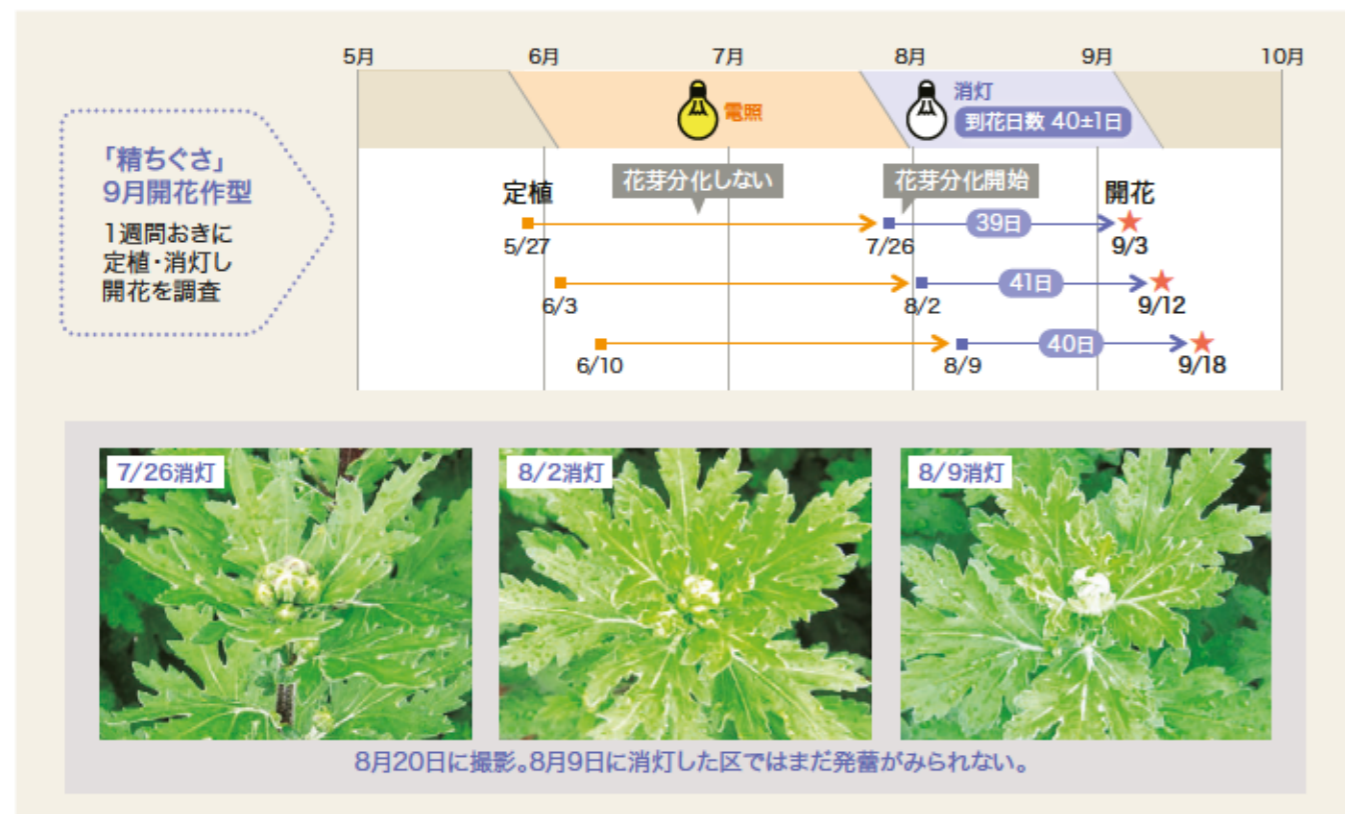 5月 6月 7月 8月 9月 10月
電照
消灯
到花日数 40±1日
「精ちぐさ」
9月開花作型
1週間おきに
定植・消灯し
開花を調査
定植
花芽分化しない
花芽分化開始
開花
39日
5/27 7/26 9/3
41日
6/3 8/2 9/12
40日
6/10 8/9 9/18
7/26消灯
8/2消灯
8/9消灯
8月20日に撮影。8月9日に消灯した区ではまだ発蕾がみられない。